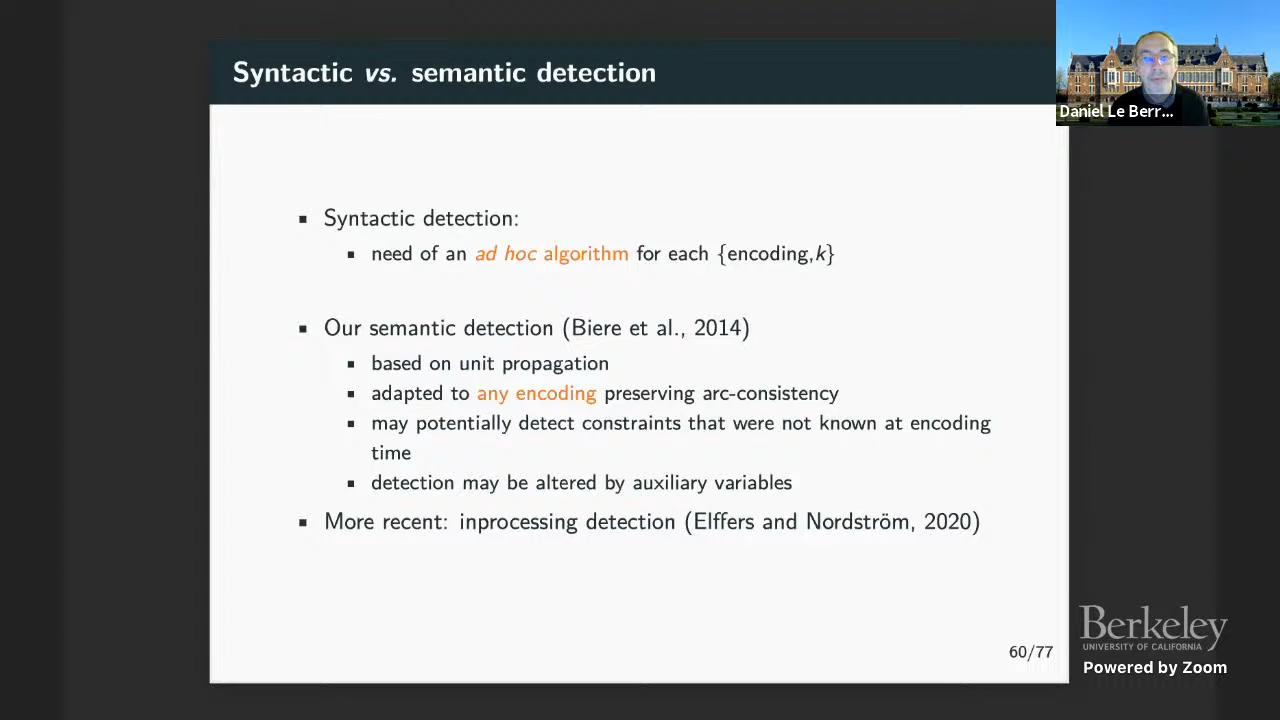 Syntactic vs. semantic detection
Daniel Le Berr...
▪ Syntactic detection:
▪ need of an ad hoc algorithm for each {encoding,k}
▪ Our semantic detection (Biere et al., 2014)
▪ based on unit propagation
▪ adapted to any encoding preserving arc-consistency
▪ may potentially detect constraints that were not known at encoding
time
▪ detection may be altered by auxiliary variables
▪ More recent: inprocessing detection (Elffers and Nordström, 2020)
60/77
Berkeley
UNIVERSITY OF CALIFORNIA
Powered by Zoom